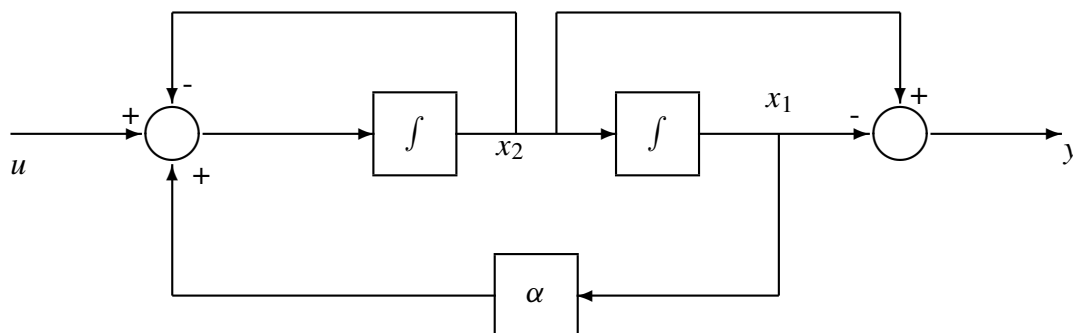 -
+
+
x₁
-
+
∫
∫
x₂
u
y
+
α